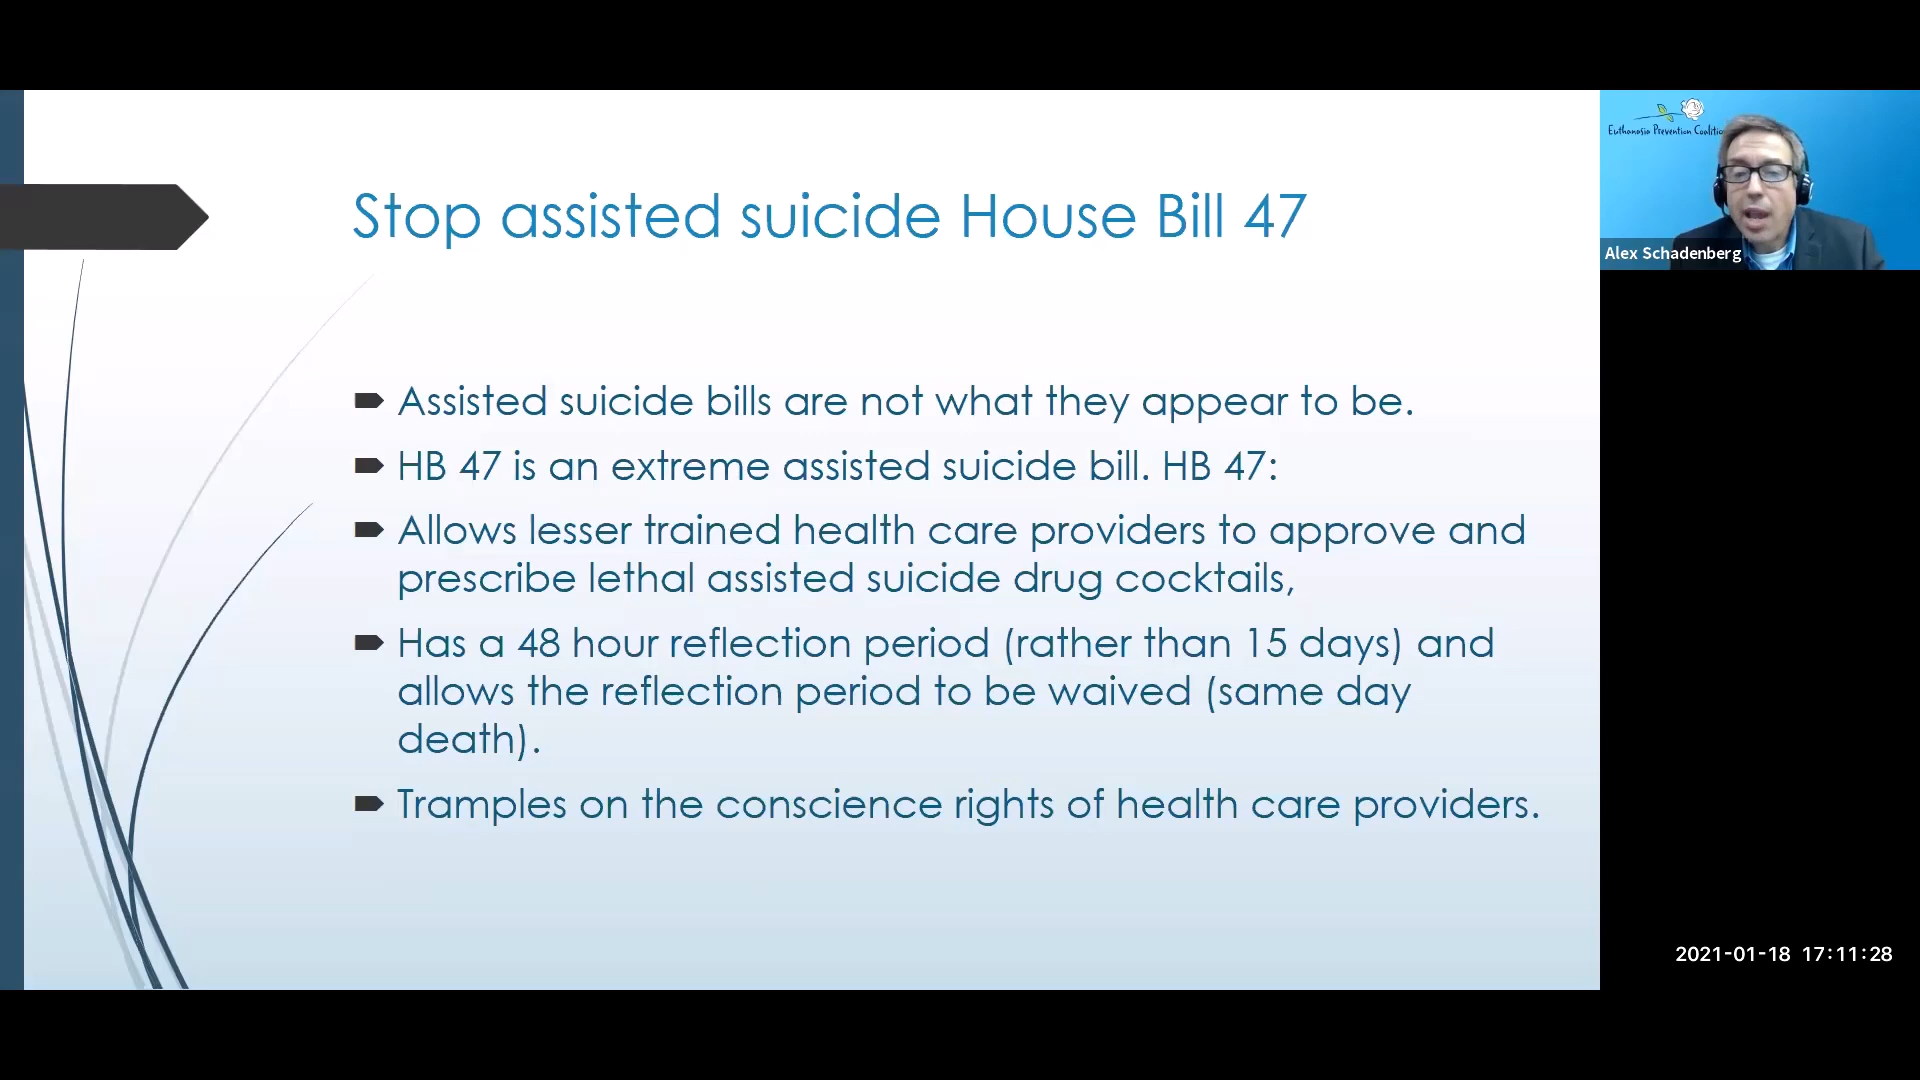 Stop assisted suicide House Bill 47
Assisted suicide bills are not what they appear to be.
HB 47 is an extreme assisted suicide bill. HB 47:
Allows lesser trained health care providers to approve and
prescribe lethal assisted suicide drug cocktails,
Has a 48 hour reflection period (rather than 15 days) and
allows the reflection period to be waived (same day
death).
Tramples on the conscience rights of health care providers.
Euthanasia Prevention Coalitio
Alex Schadenberg
2021-01-18 17:11:28